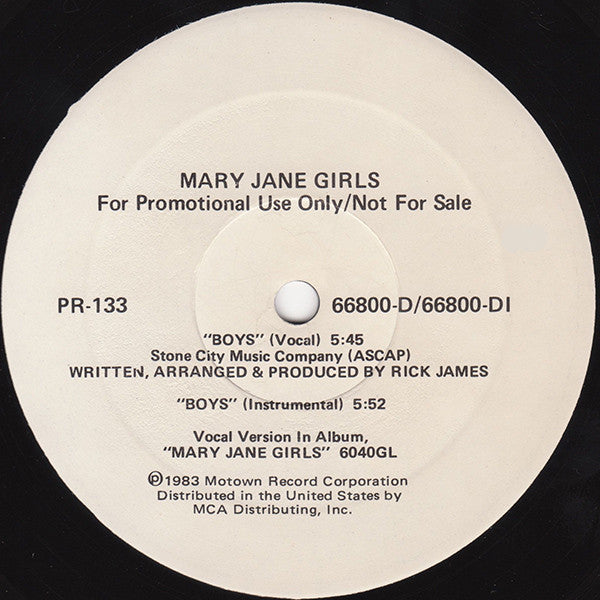 MARY JANE GIRLS
For Promotional Use Only/Not For Sale
PR-133
66800-D/66800-DI
"BOYS" (Vocal) 5:45
Stone City Music Company (ASCAP)
WRITTEN, ARRANGED & PRODUCED BY RICK JAMES
"BOYS" (Instrumental) 5:52
Vocal Version In Album,
"MARY JANE GIRLS" 6040GL
℗1983 Motown Record Corporation
Distributed in the United States by
MCA Distributing, Inc.